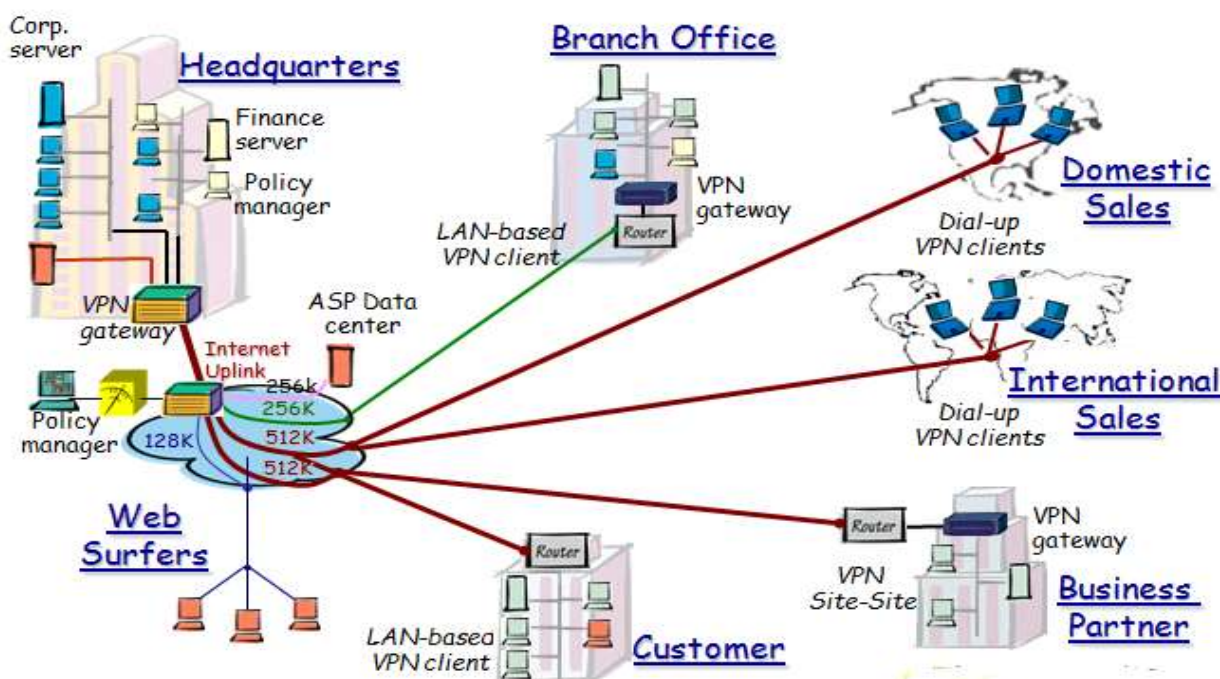 Corp.
server
Headquarters
Finance
server
Policy
manager
VPN
gateway
Branch Office
VPN
gateway
LAN-based
VPN client
Router
Domestic
Sales
Dial-up
VPN clients
ASP Data
center
Internet
Uplink
256k
256K
512K
128K
512K
Policy
manager
International
Sales
Dial-up
VPN clients
Web
Surfers
Router
LAN-basea
VPN client
Customer
Router
VPN
Site-Site
VPN
gateway
Business
Partner